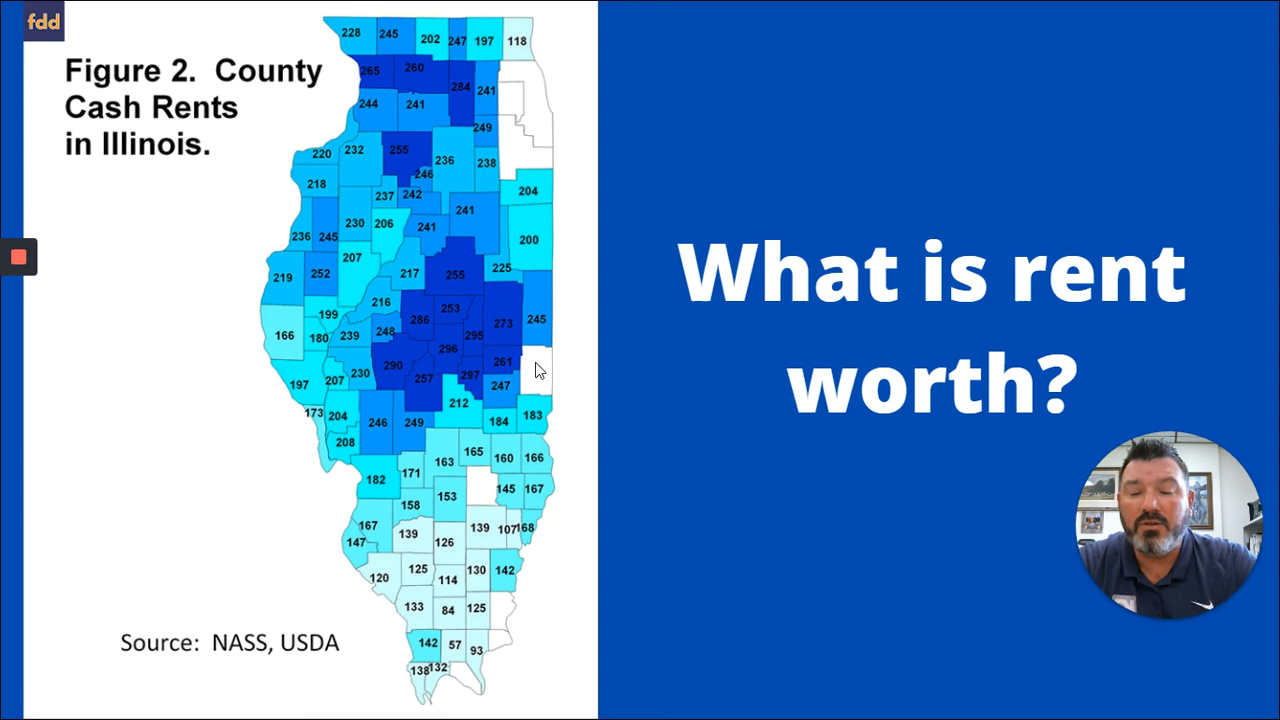 fdd
Figure 2. County
Cash Rents
in Illinois.
What is rent
worth?
228 245 202 247 197 118
265 260 284 241
244 241
249
220 232 255 236 238
246
218 237 242 204
236 245 230 206 241 241 200
207
219 252 217 255 225
216
199 286 253 273 245
166 180 239 248 295
296
290 261
197 207 230 257 297 247
173 204 212 183
208 246 249 184
182 171 163 165 160 166
158 153 145 167
167 139 107 168
147 139 126
120 125 114 130 142
133 84 125
142 57 93
138 132
Source: NASS, USDA